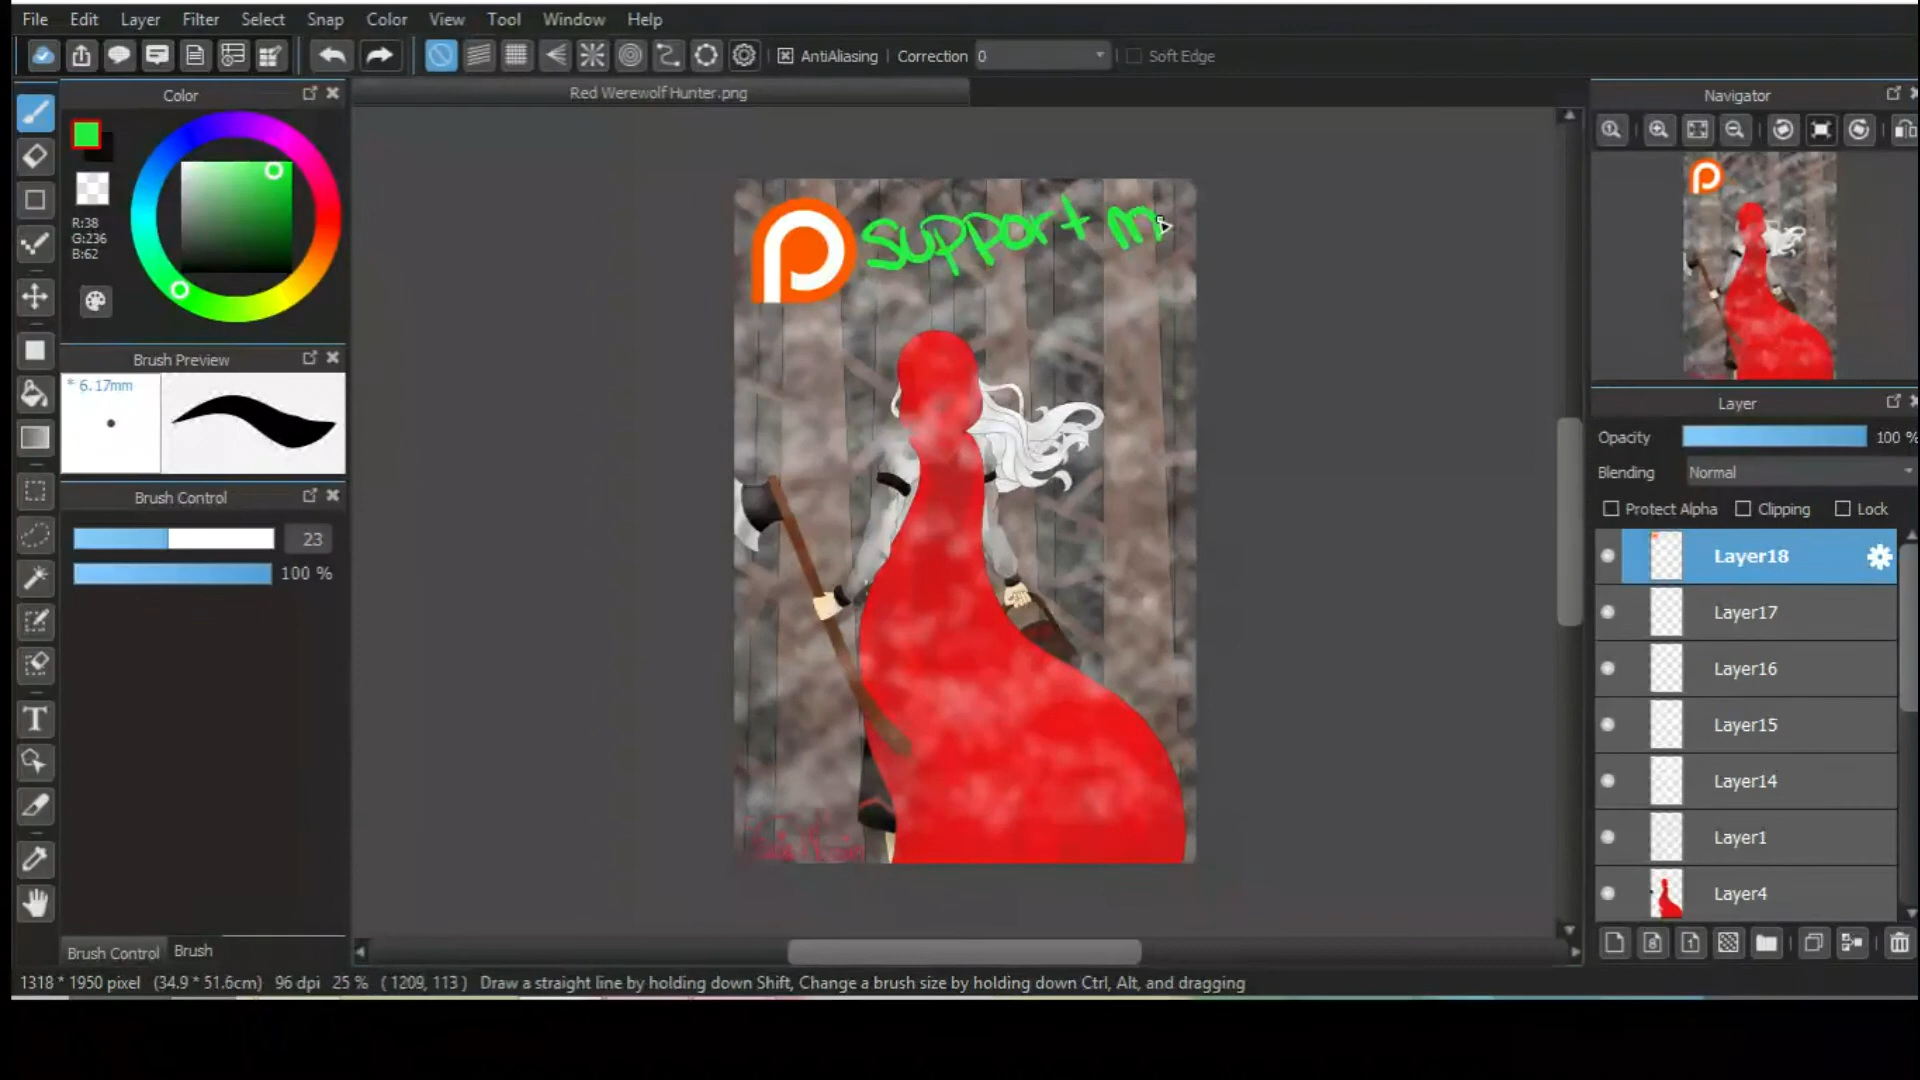 File Edit Layer Filter Select Snap Color View Tool Window Help
AntiAliasing Correction 0 Soft Edge
Color
Red Werewolf Hunter.png
Navigator
R:38
G:236
B:62
support m
Brush Preview
* 6.17mm
Layer
Opacity 100 %
Blending Normal
Protect Alpha Clipping Lock
Brush Control
23
100 %
Layer18
Layer17
Layer16
Layer15
Layer14
Layer1
Layer4
Brush Control Brush
1318 * 1950 pixel (34.9 * 51.6cm) 96 dpi 25 % ( 1209, 113 ) Draw a straight line by holding down Shift, Change a brush size by holding down Ctrl, Alt, and dragging